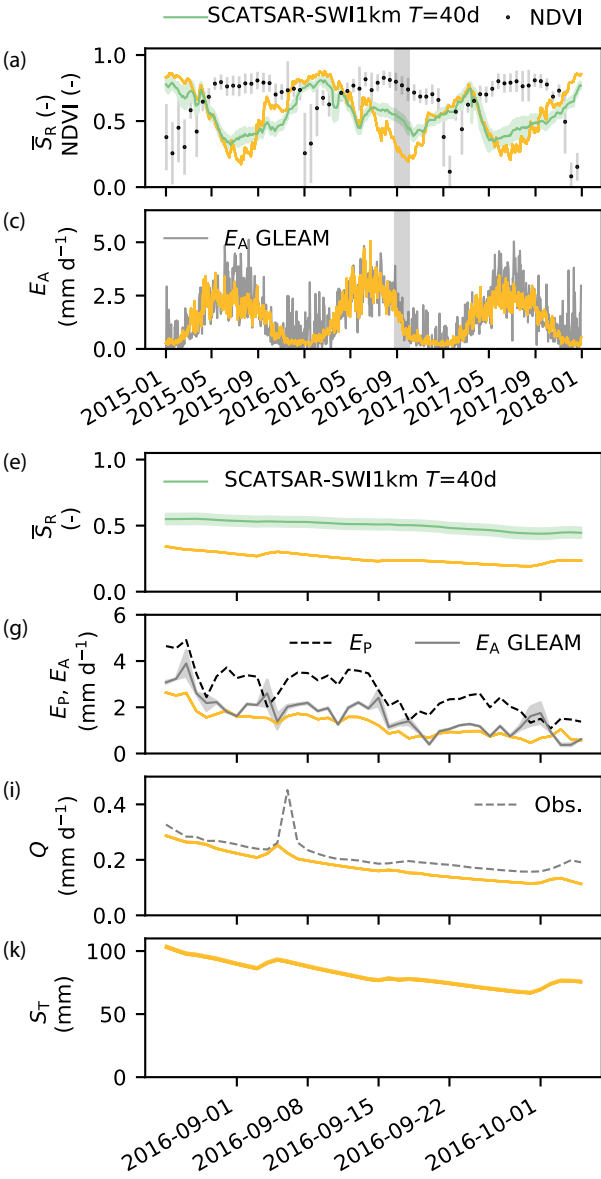 SCATSAR-SWI1km T=40d NDVI
(a)
S̅R (-)
NDVI (-)
1.0
0.5
0.0
(c)
EA GLEAM
EA
(mm d⁻¹)
5.0
2.5
0.0
2015-01
2015-05
2015-09
2016-01
2016-05
2016-09
2017-01
2017-05
2017-09
2018-01
(e)
SCATSAR-SWI1km T=40d
S̅R
(-)
1.0
0.5
0.0
(g)
EP EA GLEAM
EP, EA
(mm d⁻¹)
6
4
2
0
(i)
Obs.
Q
(mm d⁻¹)
0.4
0.2
0.0
(k)
ST
(mm)
100
50
0
2016-09-01
2016-09-08
2016-09-15
2016-09-22
2016-10-01